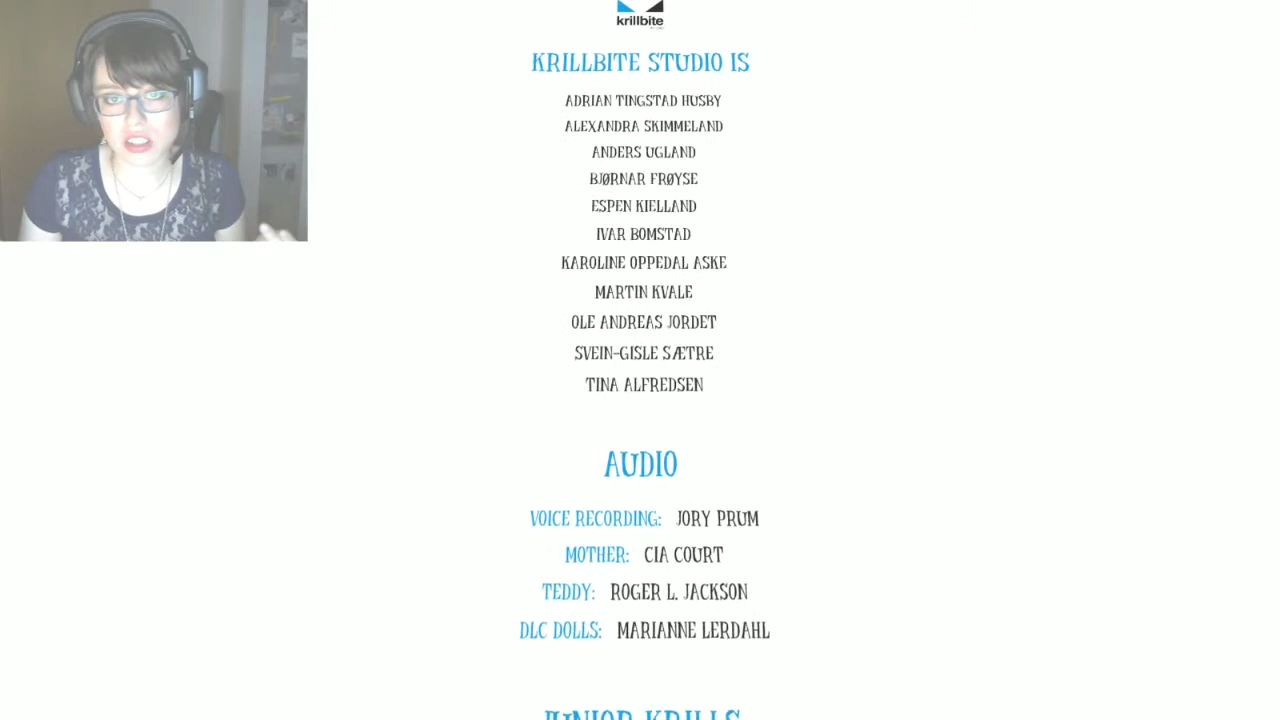 krillbite
KRILLBITE STUDIO IS
ADRIAN TINGSTAD HUSBY
ALEXANDRA SKIMMELAND
ANDERS UGLAND
BJØRNAR FRØYSE
ESPEN KIELLAND
IVAR BOMSTAD
KAROLINE OPPEDAL ASKE
MARTIN KVALE
OLE ANDREAS JORDET
SVEIN-GISLE SÆTRE
TINA ALFREDSEN
AUDIO
VOICE RECORDING: JORY PRUM
MOTHER: CIA COURT
TEDDY: ROGER L. JACKSON
DLC DOLLS: MARIANNE LERDAHL
JUNIOR KRILLS